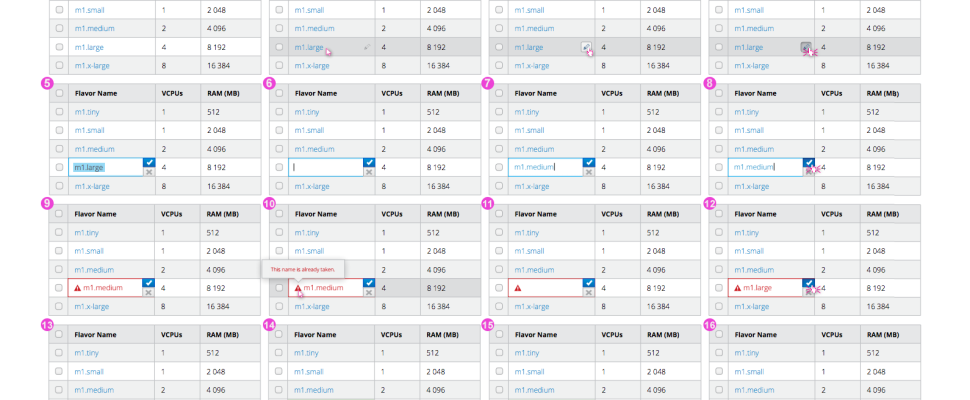 m1.small 1 2 048 m1.small 1 2 048 m1.small 1 2 048 m1.small 1 2 048
m1.medium 2 4 096 m1.medium 2 4 096 m1.medium 2 4 096 m1.medium 2 4 096
m1.large 4 8 192 m1.large 4 8 192 m1.large 4 8 192 m1.large 4 8 192
m1.x-large 8 16 384 m1.x-large 8 16 384 m1.x-large 8 16 384 m1.x-large 8 16 384
5 6 7 8
Flavor Name VCPUs RAM (MB) Flavor Name VCPUs RAM (MB) Flavor Name VCPUs RAM (MB) Flavor Name VCPUs RAM (MB)
m1.tiny 1 512 m1.tiny 1 512 m1.tiny 1 512 m1.tiny 1 512
m1.small 1 2 048 m1.small 1 2 048 m1.small 1 2 048 m1.small 1 2 048
m1.medium 2 4 096 m1.medium 2 4 096 m1.medium 2 4 096 m1.medium 2 4 096
m1.large 4 8 192 4 8 192 m1.medium 4 8 192 m1.medium 4 8 192
m1.x-large 8 16 384 m1.x-large 8 16 384 m1.x-large 8 16 384 m1.x-large 8 16 384
9 10 11 12
Flavor Name VCPUs RAM (MB) Flavor Name VCPUs RAM (MB) Flavor Name VCPUs RAM (MB) Flavor Name VCPUs RAM (MB)
m1.tiny 1 512 m1.tiny 1 512 m1.tiny 1 512 m1.tiny 1 512
m1.small 1 2 048 m1.small 1 2 048 m1.small 1 2 048 m1.small 1 2 048
m1.medium 2 4 096 This name is already taken. 2 4 096 m1.medium 2 4 096 m1.medium 2 4 096
m1.medium 4 8 192 m1.medium 4 8 192 4 8 192 m1.large 4 8 192
m1.x-large 8 16 384 m1.x-large 8 16 384 m1.x-large 8 16 384 m1.x-large 8 16 384
13 14 15 16
Flavor Name VCPUs RAM (MB) Flavor Name VCPUs RAM (MB) Flavor Name VCPUs RAM (MB) Flavor Name VCPUs RAM (MB)
m1.tiny 1 512 m1.tiny 1 512 m1.tiny 1 512 m1.tiny 1 512
m1.small 1 2 048 m1.small 1 2 048 m1.small 1 2 048 m1.small 1 2 048
m1.medium 2 4 096 m1.medium 2 4 096 m1.medium 2 4 096 m1.medium 2 4 096